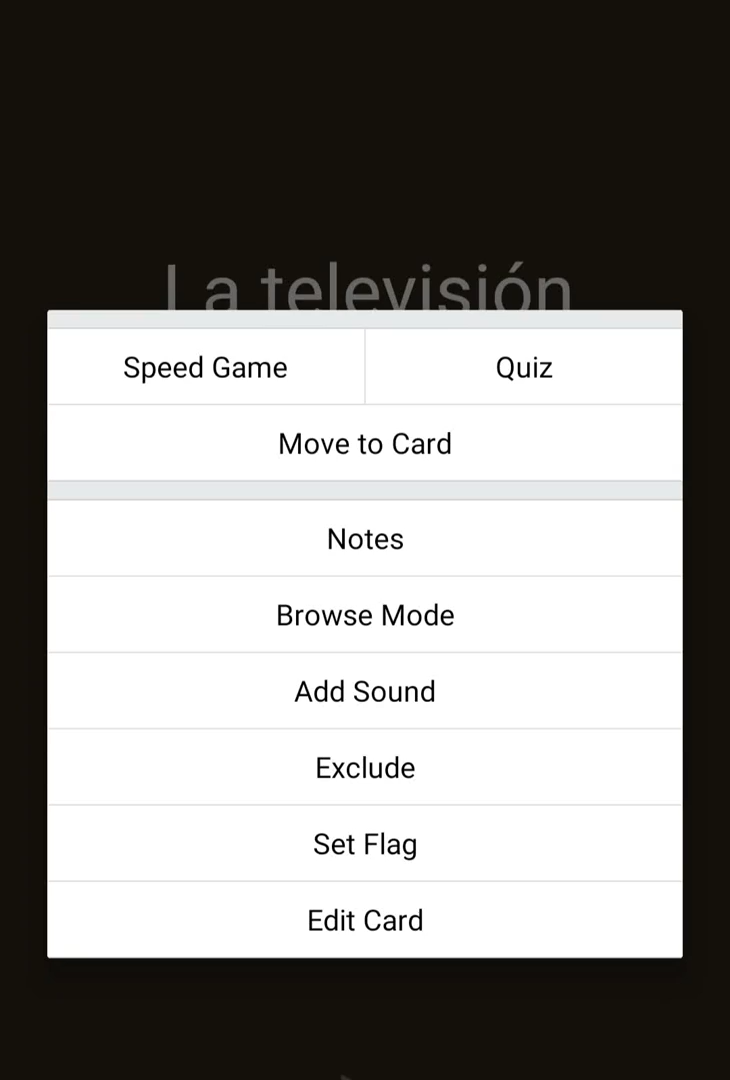 La televisión
Speed Game
Quiz
Move to Card
Notes
Browse Mode
Add Sound
Exclude
Set Flag
Edit Card